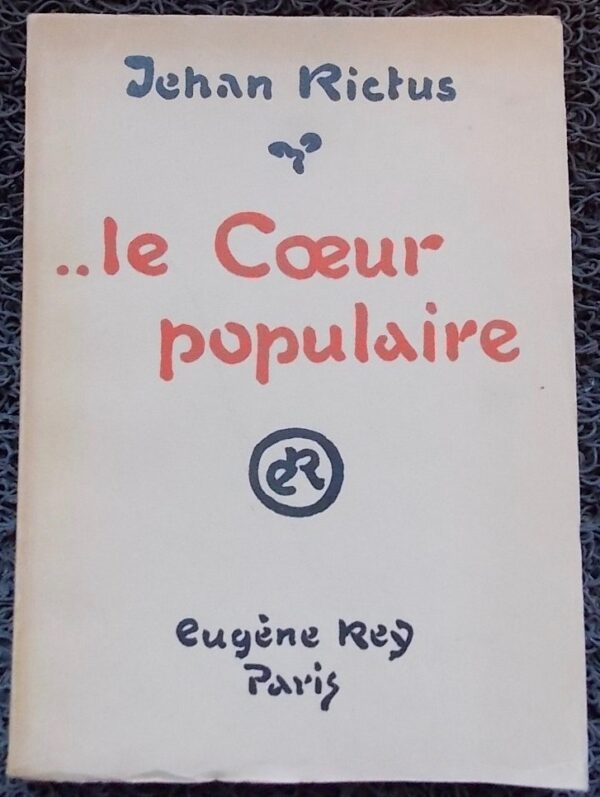 Jehan Rictus
..le Cœur
populaire
eR
eugène Rey
Paris